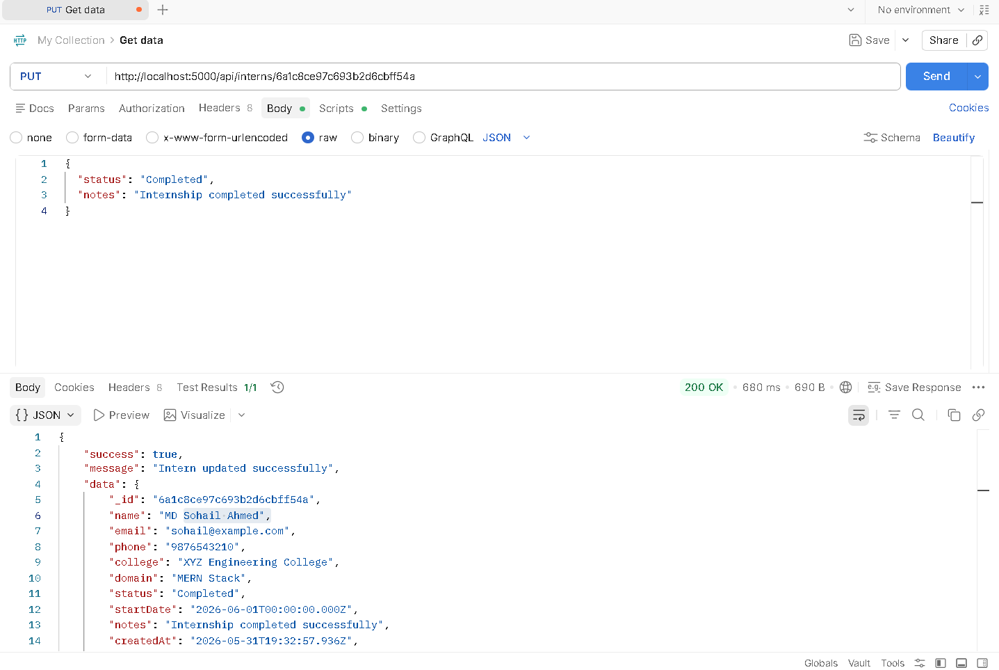 PUT Get data No environment
HTTP My Collection > Get data Save Share
PUT http://localhost:5000/api/interns/6a1c8ce97c693b2d6cbff54a Send
Docs Params Authorization Headers 8 Body Scripts Settings Cookies
none form-data x-www-form-urlencoded raw binary GraphQL JSON Schema Beautify
1 {
2 "status": "Completed",
3 "notes": "Internship completed successfully"
4 }
Body Cookies Headers 8 Test Results 1/1 200 OK • 680 ms • 690 B • e.g. Save Response
{} JSON Preview Visualize
1 {
2 "success": true,
3 "message": "Intern updated successfully",
4 "data": {
5 "_id": "6a1c8ce97c693b2d6cbff54a",
6 "name": "MD Sohail Ahmed",
7 "email": "sohail@example.com",
8 "phone": "9876543210",
9 "college": "XYZ Engineering College",
10 "domain": "MERN Stack",
11 "status": "Completed",
12 "startDate": "2026-06-01T00:00:00.000Z",
13 "notes": "Internship completed successfully",
14 "createdAt": "2026-05-31T19:32:57.936Z",
Globals Vault Tools